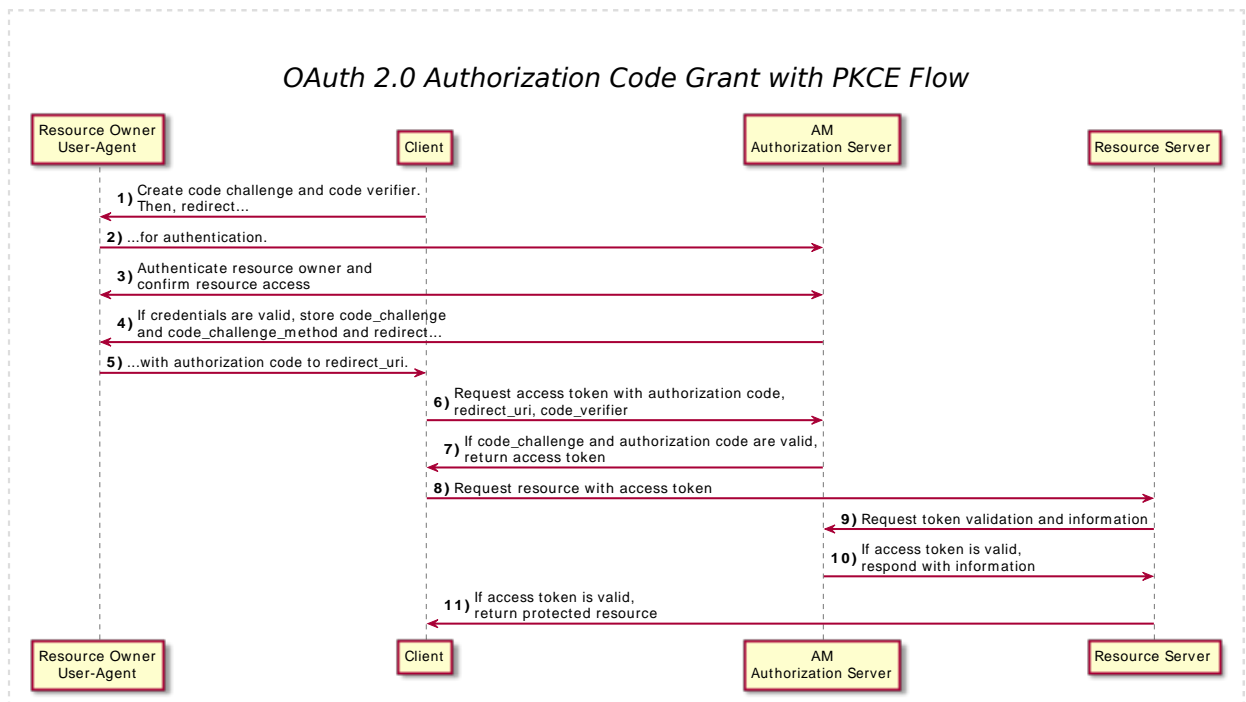 OAuth 2.0 Authorization Code Grant with PKCE Flow
Resource Owner
User-Agent
Client
AM
Authorization Server
Resource Server
1) Create code challenge and code verifier.
Then, redirect...
2) ...for authentication.
3) Authenticate resource owner and
confirm resource access
4) If credentials are valid, store code_challenge
and code_challenge_method and redirect...
5) ...with authorization code to redirect_uri.
6) Request access token with authorization code,
redirect_uri, code_verifier
7) If code_challenge and authorization code are valid,
return access token
8) Request resource with access token
9) Request token validation and information
10) If access token is valid,
respond with information
11) If access token is valid,
return protected resource
Resource Owner
User-Agent
Client
AM
Authorization Server
Resource Server